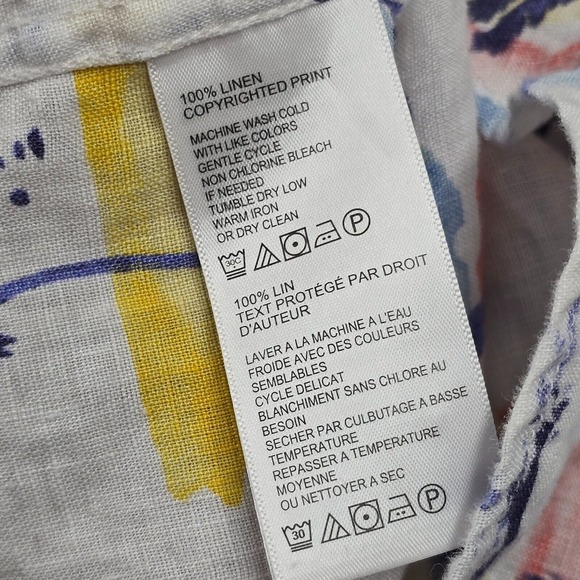 100% LINEN
COPYRIGHTED PRINT
MACHINE WASH COLD
WITH LIKE COLORS
GENTLE CYCLE
NON CHLORINE BLEACH
IF NEEDED
TUMBLE DRY LOW
WARM IRON
OR DRY CLEAN
30C P
100% LIN
TEXT PROTÉGÉ PAR DROIT
D'AUTEUR
LAVER A LA MACHINE A L'EAU
FROIDE AVEC DES COULEURS
SEMBLABLES
CYCLE DELICAT
BLANCHIMENT SANS CHLORE AU
BESOIN
SECHER PAR CULBUTAGE A BASSE
TEMPERATURE
REPASSER A TEMPERATURE
MOYENNE
OU NETTOYER A SEC
30 P